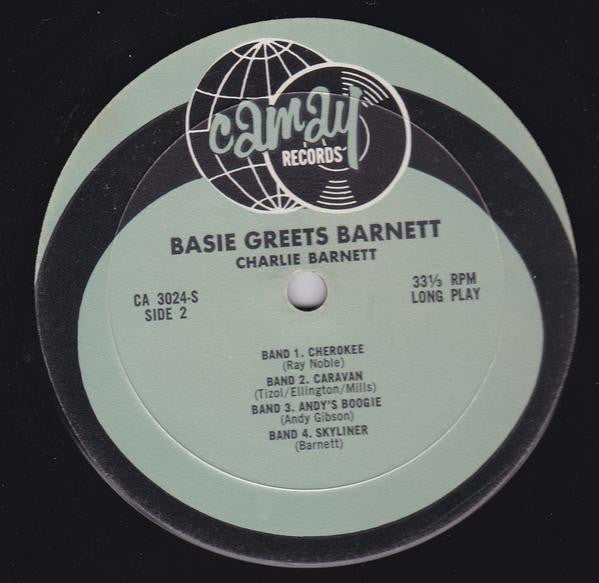 camay
RECORDS
BASIE GREETS BARNETT
CHARLIE BARNETT
CA 3024-S
SIDE 2
33⅓ RPM
LONG PLAY
BAND 1. CHEROKEE
(Ray Noble)
BAND 2. CARAVAN
(Tizol/Ellington/Mills)
BAND 3. ANDY'S BOOGIE
(Andy Gibson)
BAND 4. SKYLINER
(Barnett)